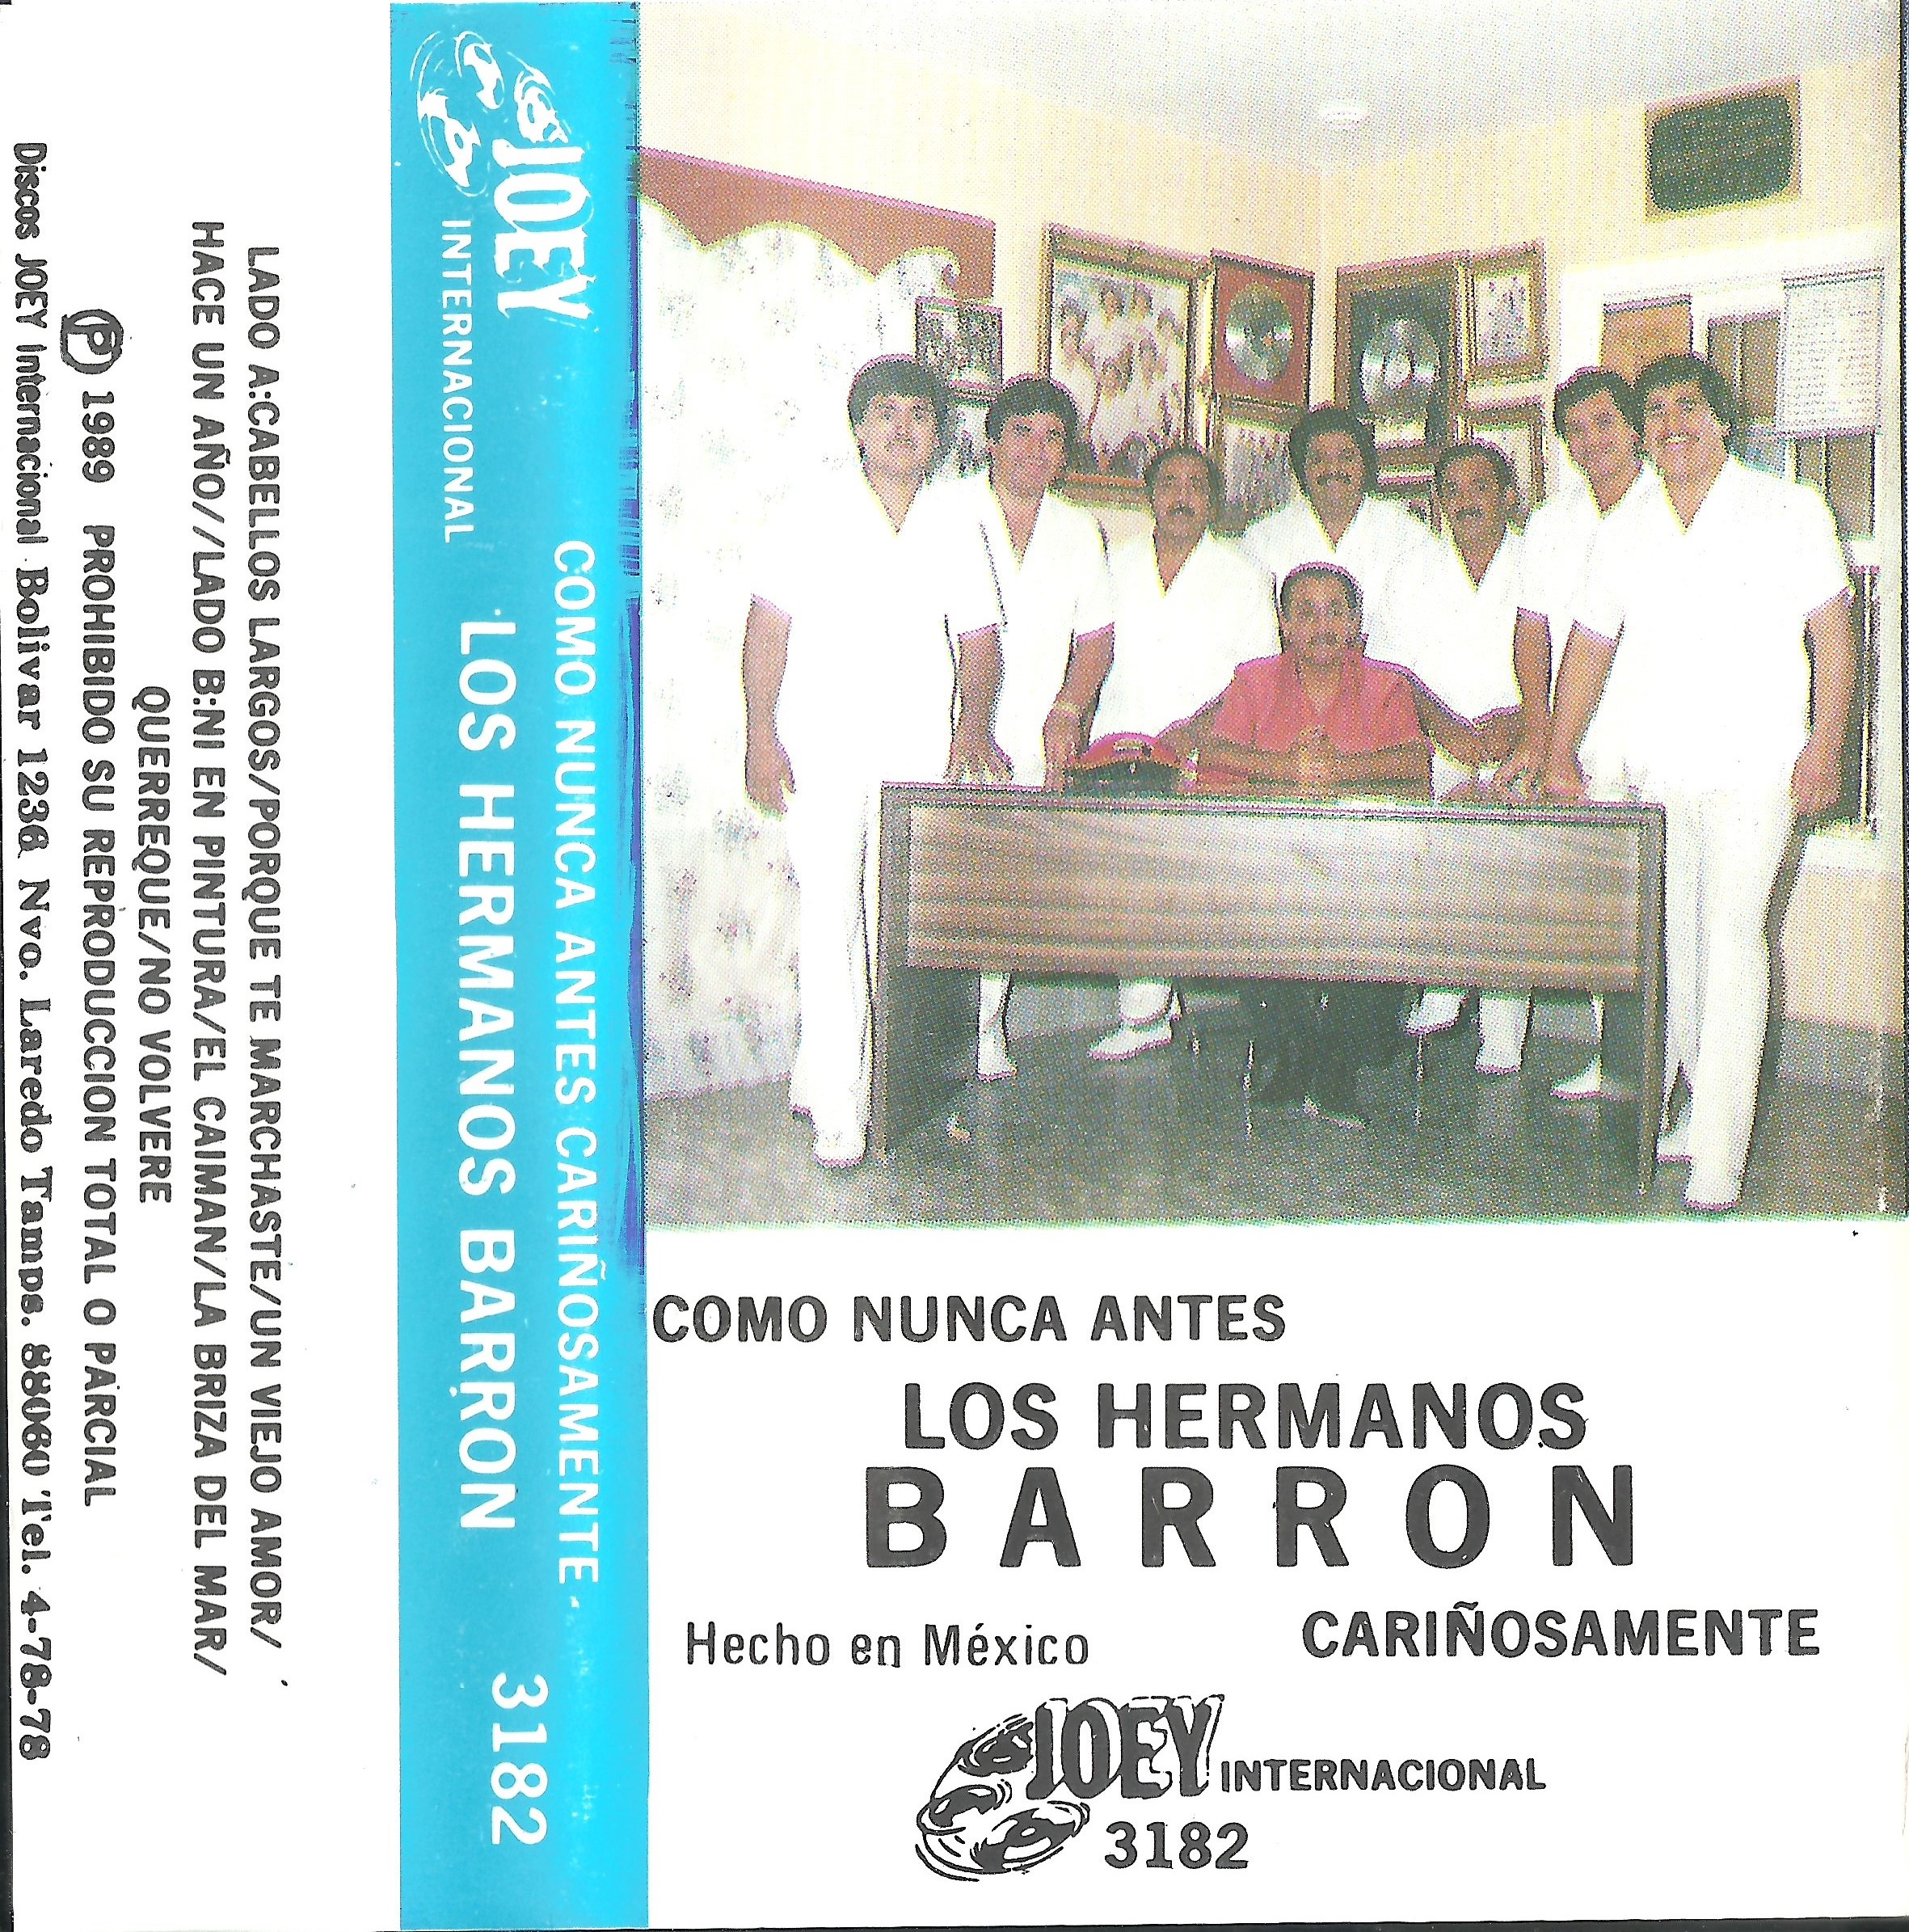 LADO A:CABELLOS LARGOS/PORQUE TE MARCHASTE/UN VIEJO AMOR/
HACE UN AÑO//LADO B:NI EN PINTURA/EL CAIMAN/LA BRIZA DEL MAR/
QUERREQUE/NO VOLVERE
Ⓟ 1989 PROHIBIDO SU REPRODUCCION TOTAL O PARCIAL
Discos JOEY Internacional Bolivar 1236 Nvo. Laredo Tamps. 88060 Tel. 4-78-78
JOEY
INTERNACIONAL
COMO NUNCA ANTES CARIÑOSAMENTE
LOS HERMANOS BARRON
3182
COMO NUNCA ANTES
LOS HERMANOS
BARRON
CARIÑOSAMENTE
Hecho en México
JOEY INTERNACIONAL
3182